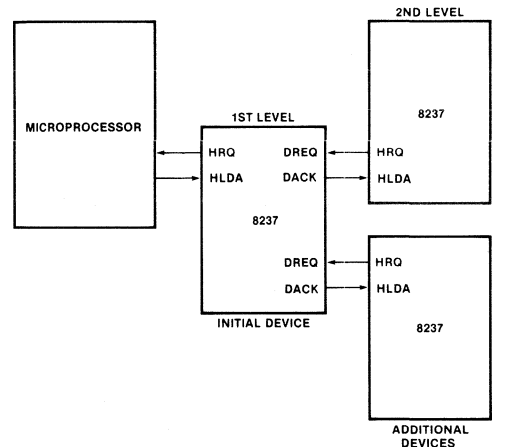 MICROPROCESSOR
1ST LEVEL
HRQ
HLDA
DREQ
DACK
8237
DREQ
DACK
INITIAL DEVICE
2ND LEVEL
8237
HRQ
HLDA
HRQ
HLDA
8237
ADDITIONAL
DEVICES